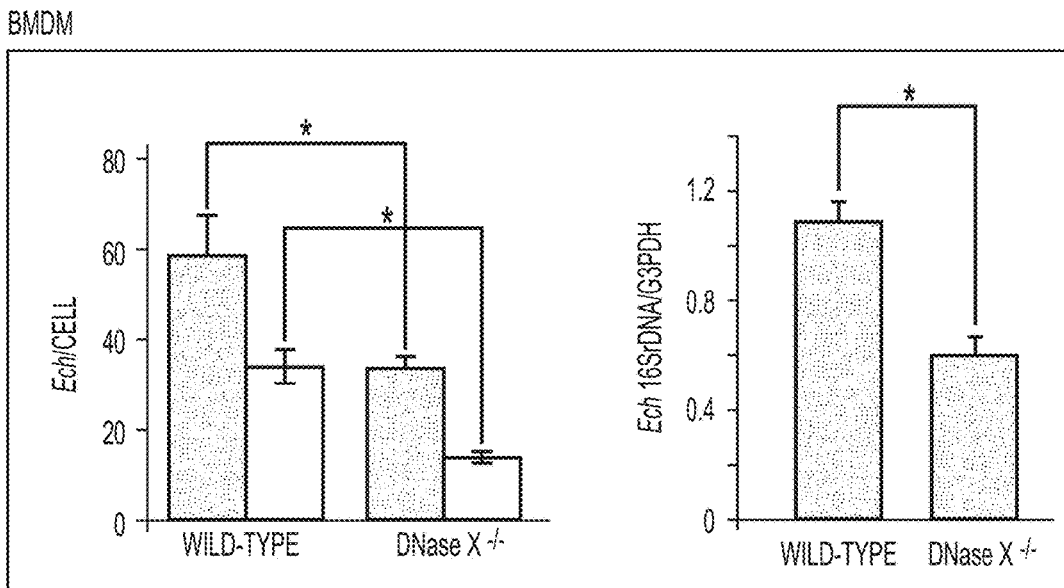 BMDM
*
*
80
60
40
20
0
Ech/CELL
WILD-TYPE
DNase X -/-
*
1.2
0.8
0.4
0
Ech 16SrDNA/G3PDH
WILD-TYPE
DNase X -/-